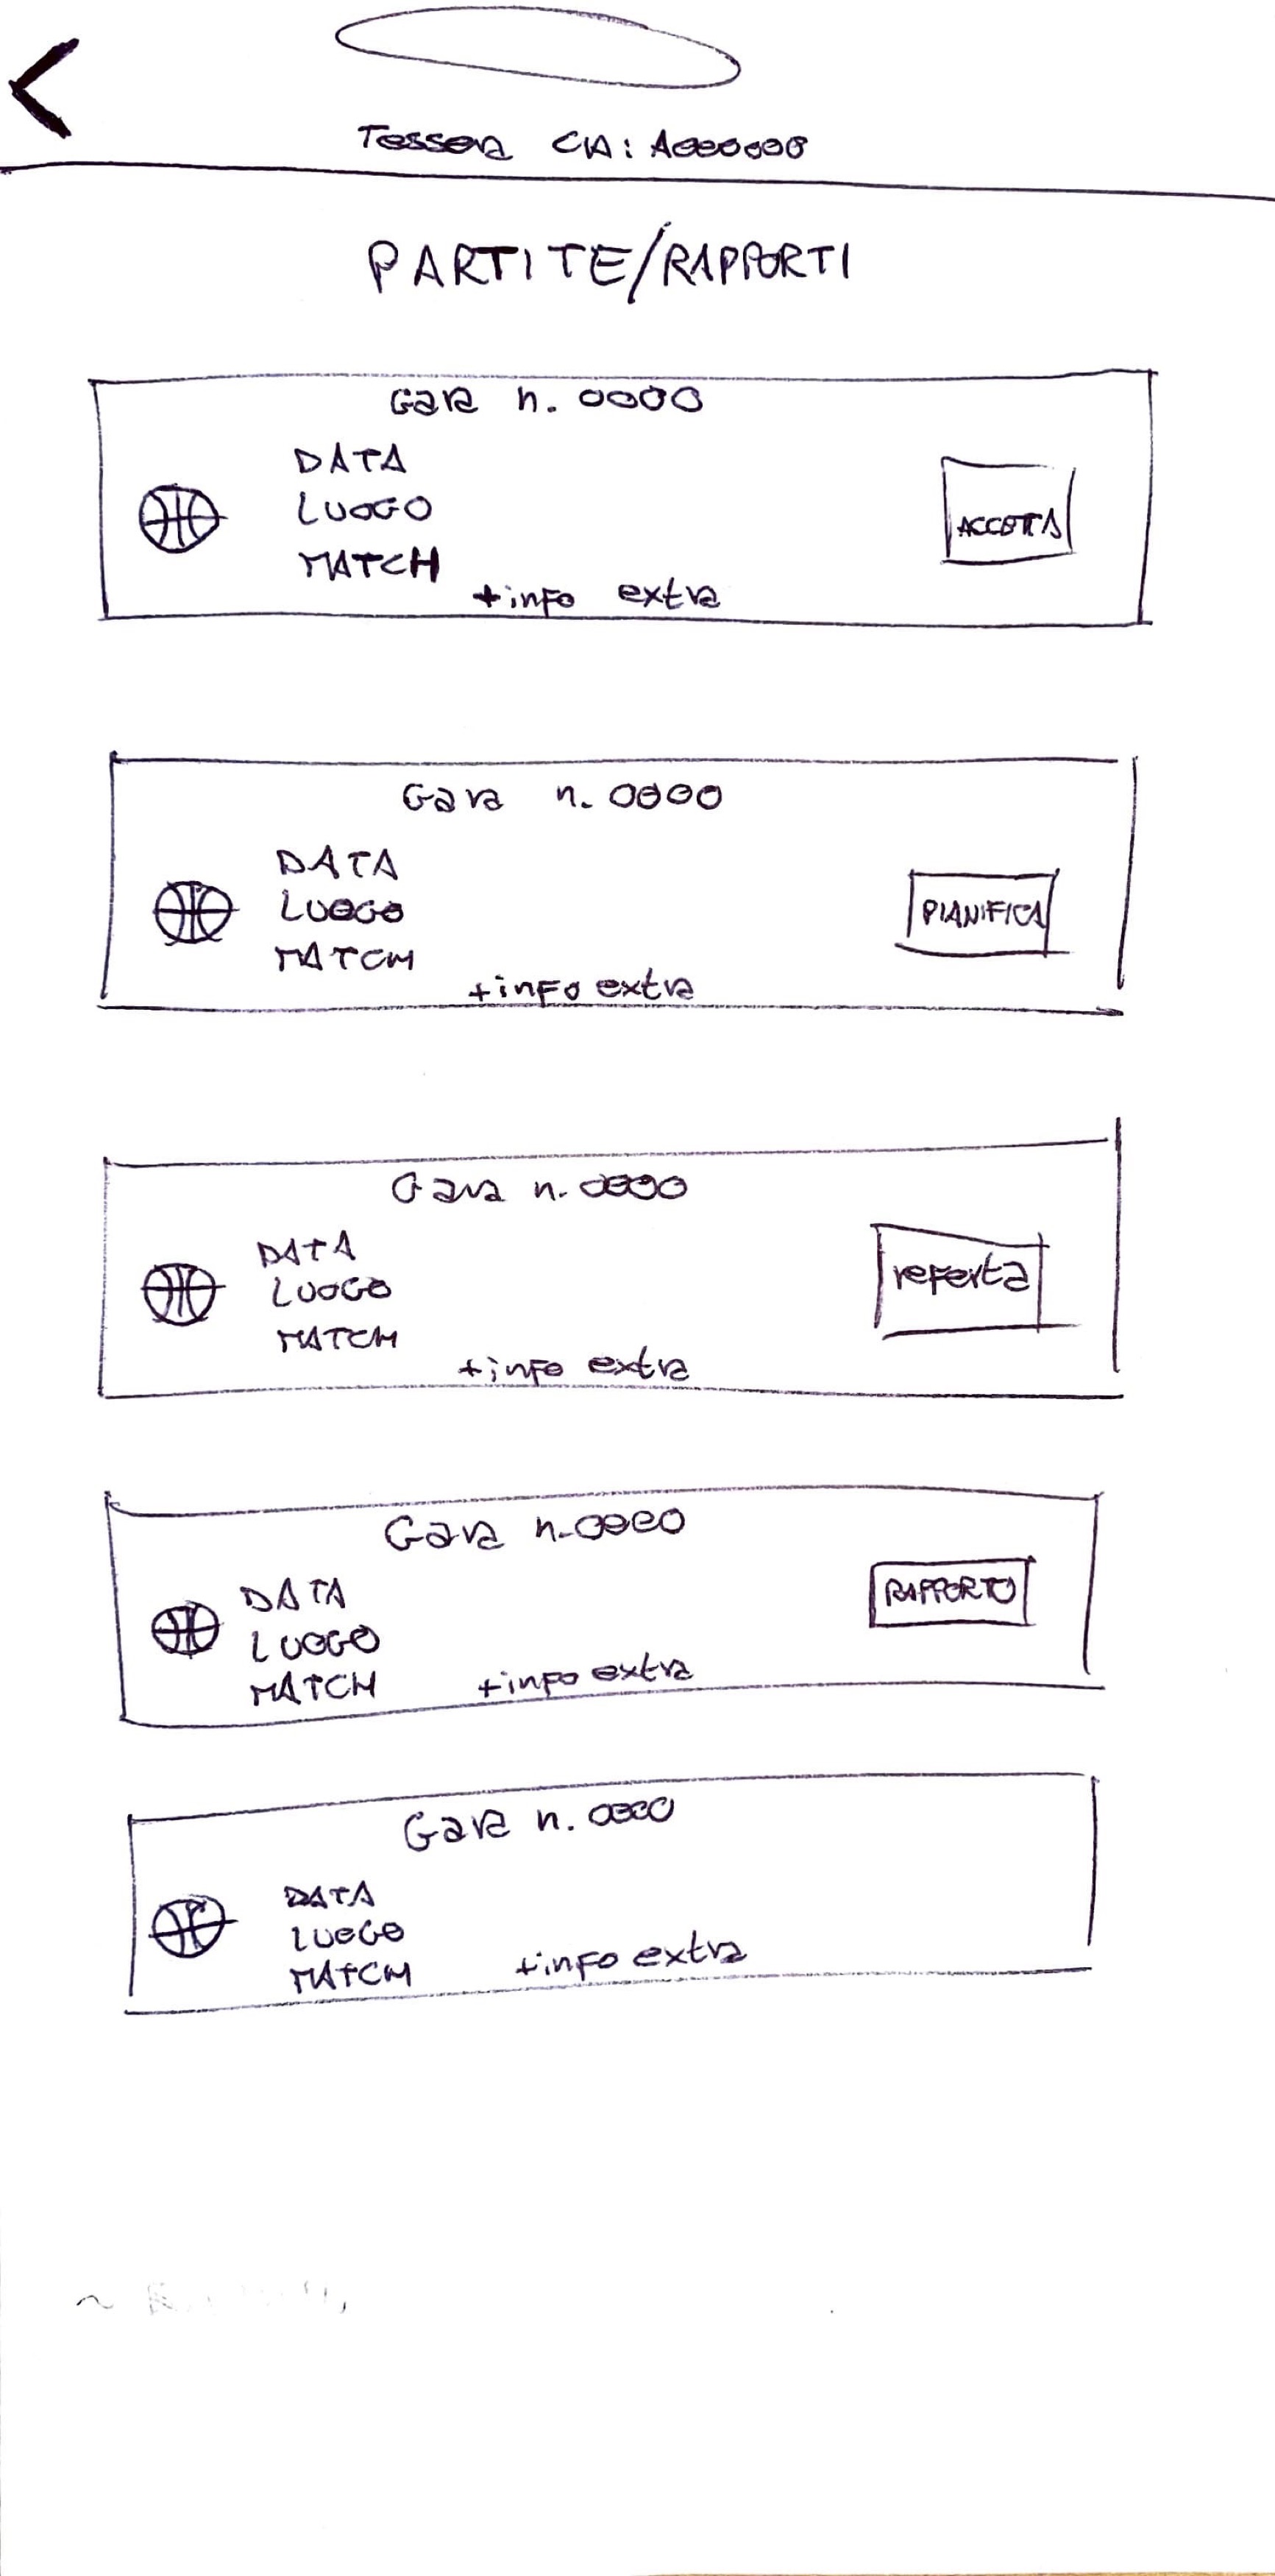 Tessera CIA: A000000
PARTITE/RAPPORTI
Gara n. 0000
DATA
LUOGO
MATCH
+info extra
ACCETTA
Gara n. 0000
DATA
LUOGO
MATCH
+info extra
PIANIFICA
Gara n. 0000
DATA
LUOGO
MATCH
+info extra
referta
Gara n. 0000
DATA
LUOGO
MATCH
+info extra
RAPPORTO
Gara n. 0000
DATA
LUOGO
MATCH
+info extra